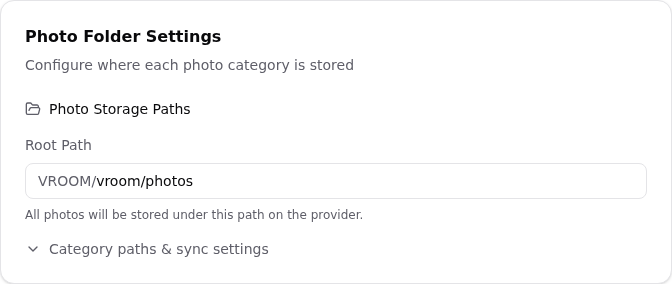 Photo Folder Settings
Configure where each photo category is stored
Photo Storage Paths
Root Path
VROOM/vroom/photos
All photos will be stored under this path on the provider.
Category paths & sync settings